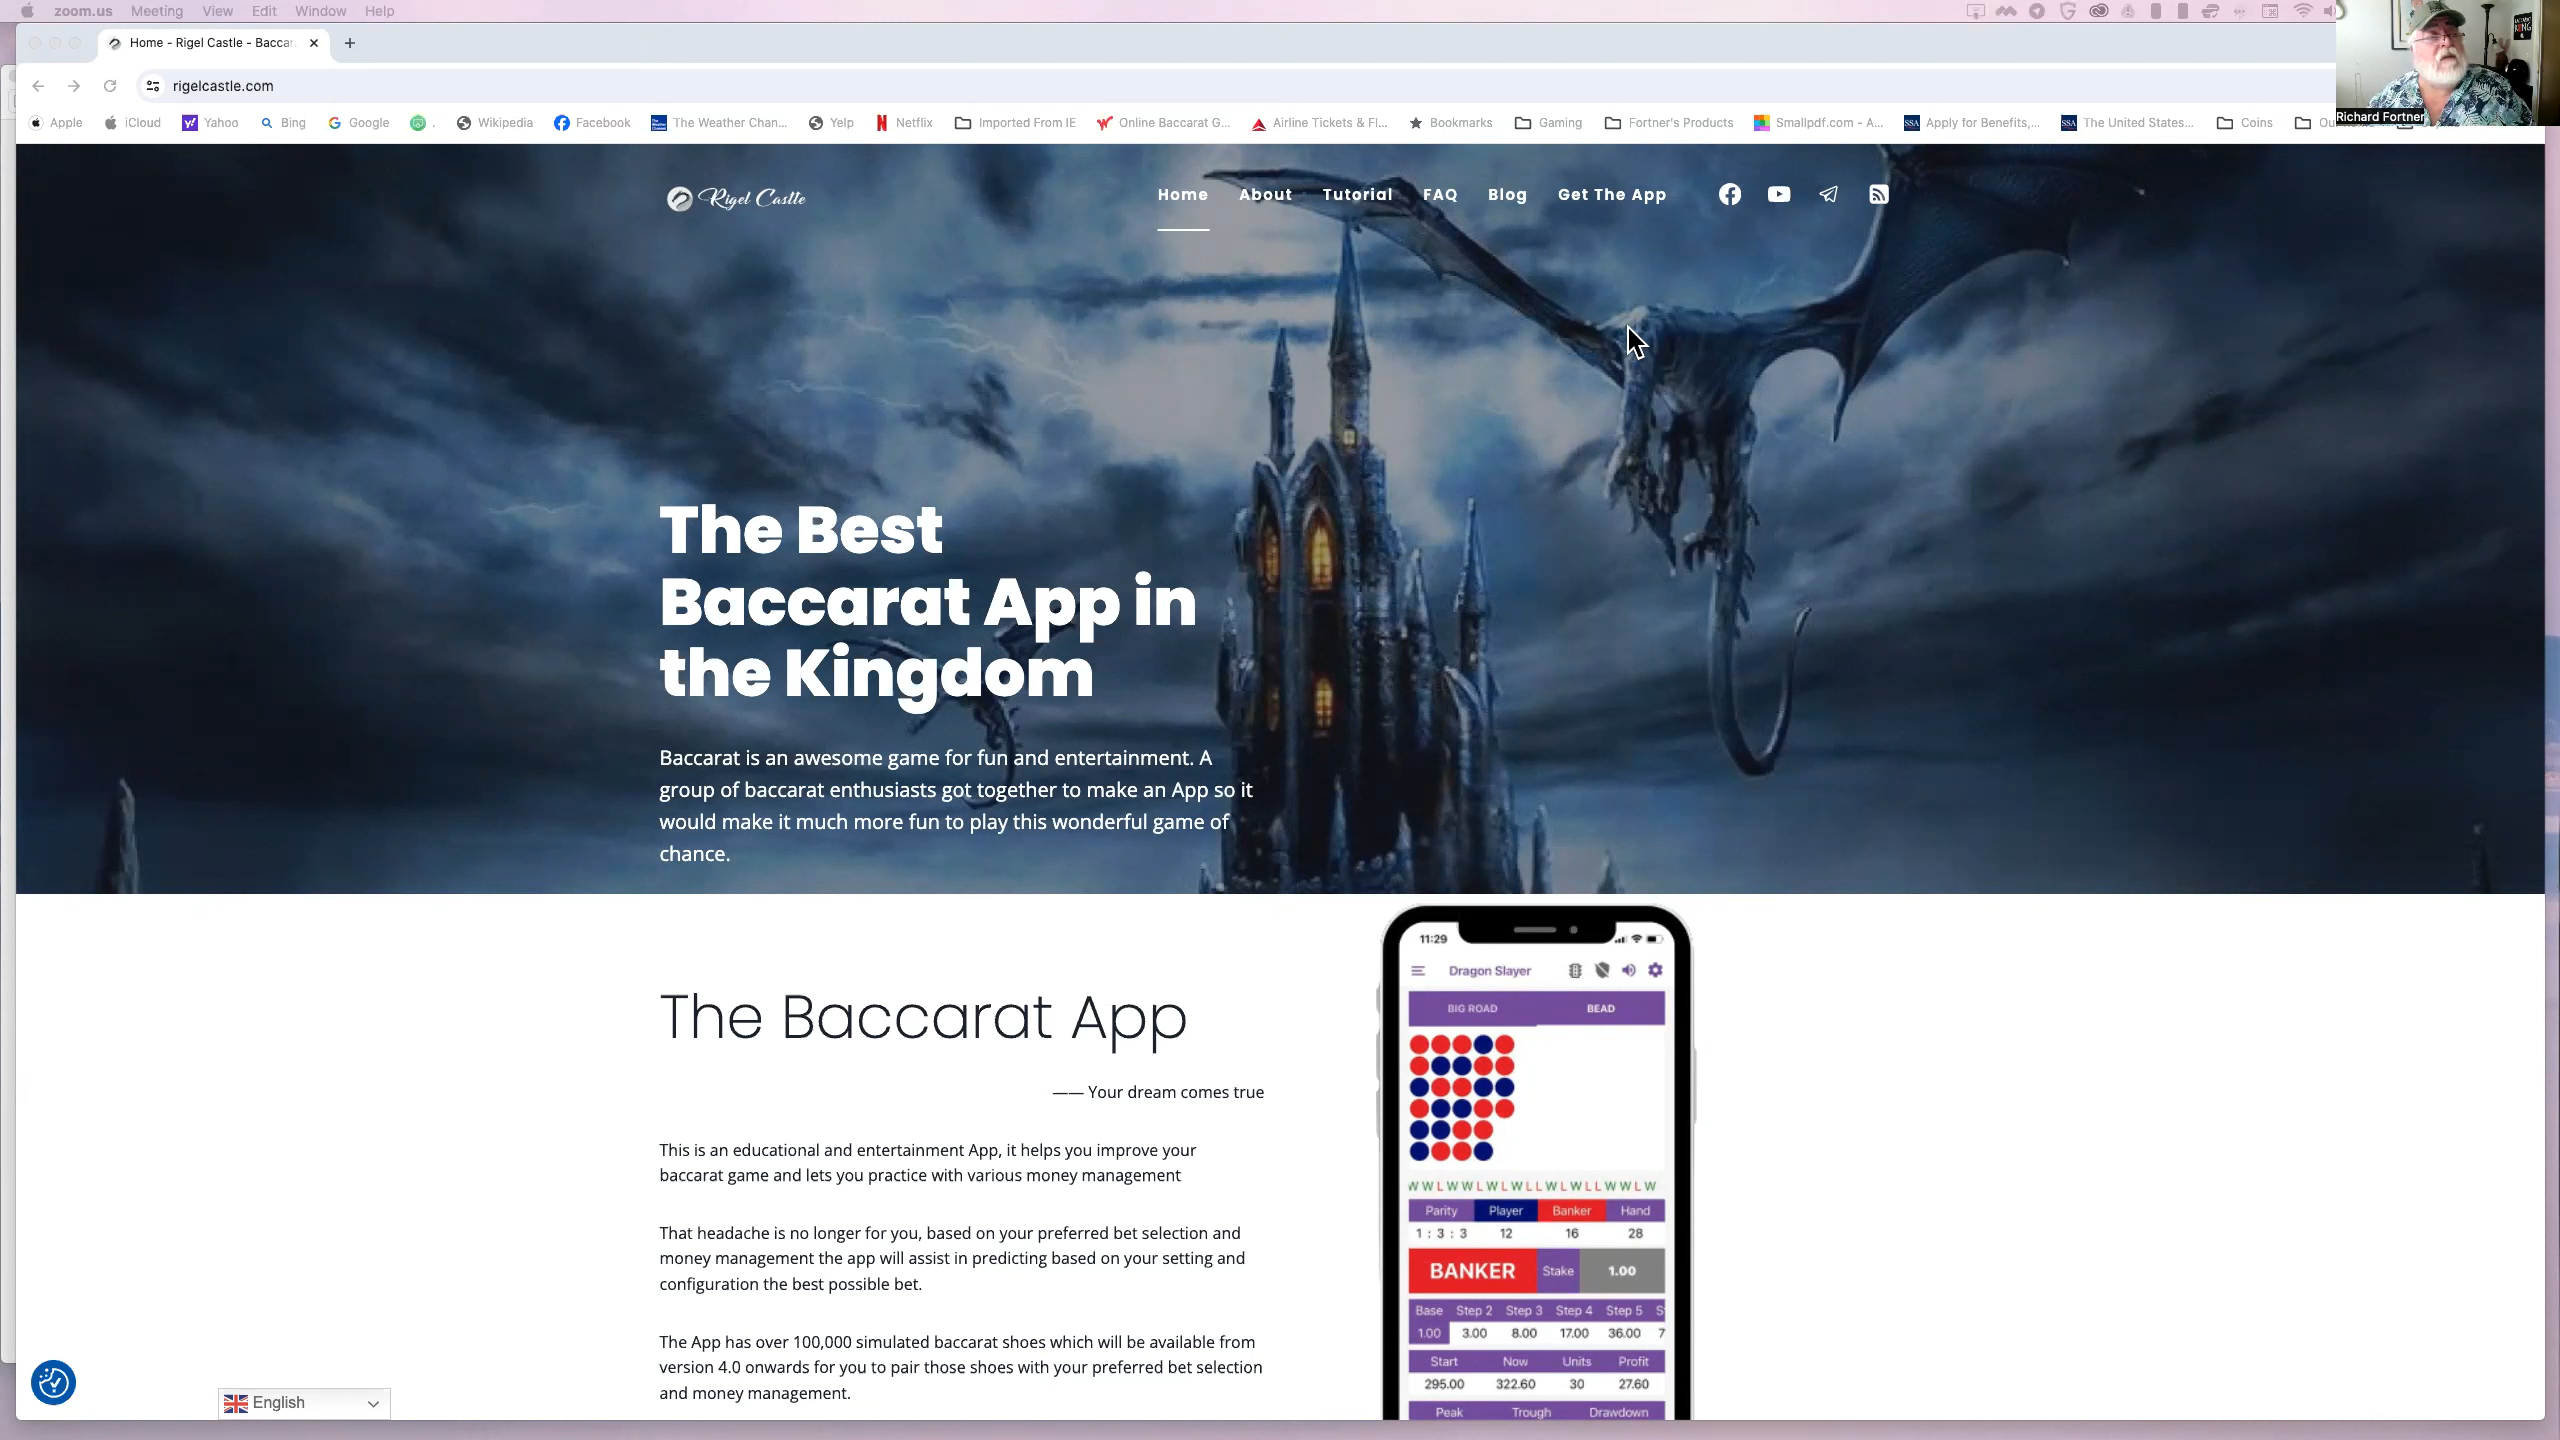 zoom.us Meeting View Edit Window Help
Home - Rigel Castle - Baccar
rigelcastle.com
Apple iCloud Yahoo Bing Google . Wikipedia Facebook The Weather Chan... Yelp Netflix Imported From IE Online Baccarat G... Airline Tickets & Fl... Bookmarks Gaming Fortner's Products Smallpdf.com - A... Apply for Benefits,... The United States... Coins
Richard Fortner
Rigel Castle
Home About Tutorial FAQ Blog Get The App
The Best
Baccarat App in
the Kingdom
Baccarat is an awesome game for fun and entertainment. A
group of baccarat enthusiasts got together to make an App so it
would make it much more fun to play this wonderful game of
chance.
The Baccarat App
—— Your dream comes true
This is an educational and entertainment App, it helps you improve your
baccarat game and lets you practice with various money management
That headache is no longer for you, based on your preferred bet selection and
money management the app will assist in predicting based on your setting and
configuration the best possible bet.
The App has over 100,000 simulated baccarat shoes which will be available from
version 4.0 onwards for you to pair those shoes with your preferred bet selection
and money management.
11:29
Dragon Slayer
BIG ROAD BEAD
W W L W W L W L W L L W L W L L W W L W
Parity Player Banker Hand
1 : 3 : 3 12 16 28
BANKER Stake 1.00
Base Step 2 Step 3 Step 4 Step 5 S
1.00 3.00 8.00 17.00 36.00 7
Start Now Units Profit
295.00 322.60 30 27.60
Peak Trough Drawdown
English